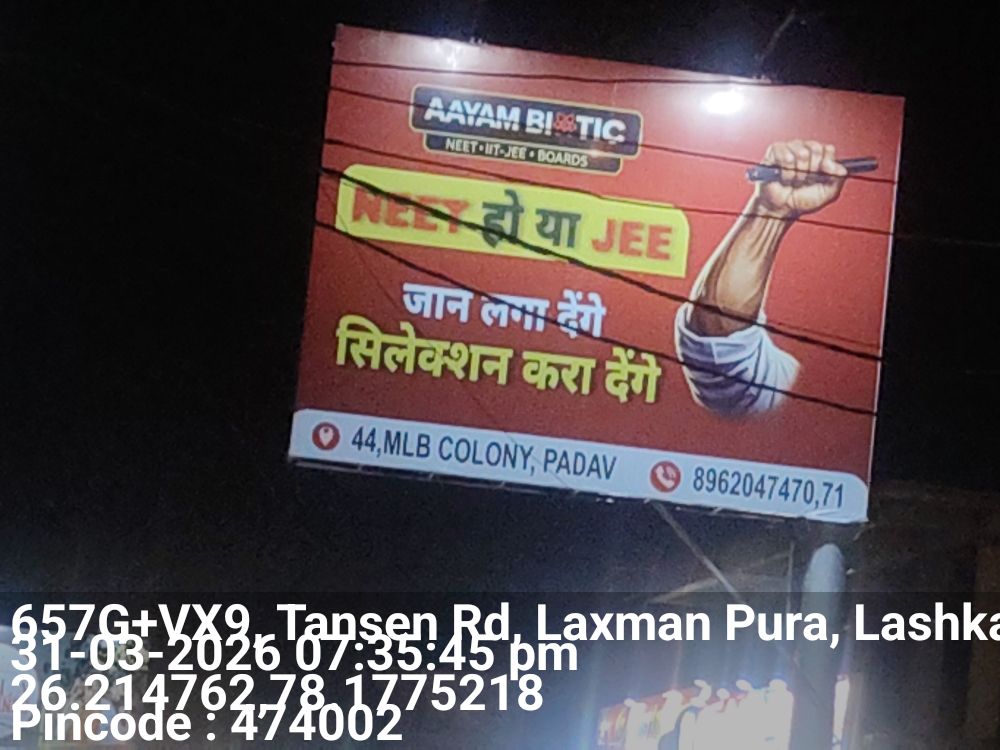 AAYAM BIOTIC
NEET • IIT-JEE • BOARDS
NEET हो या JEE
जान लगा देंगे
सिलेक्शन करा देंगे
44,MLB COLONY, PADAV
8962047470,71
657G+VX9, Tansen Rd, Laxman Pura, Lashka
31-03-2026 07:35:45 pm
26.214762,78.1775218
Pincode : 474002